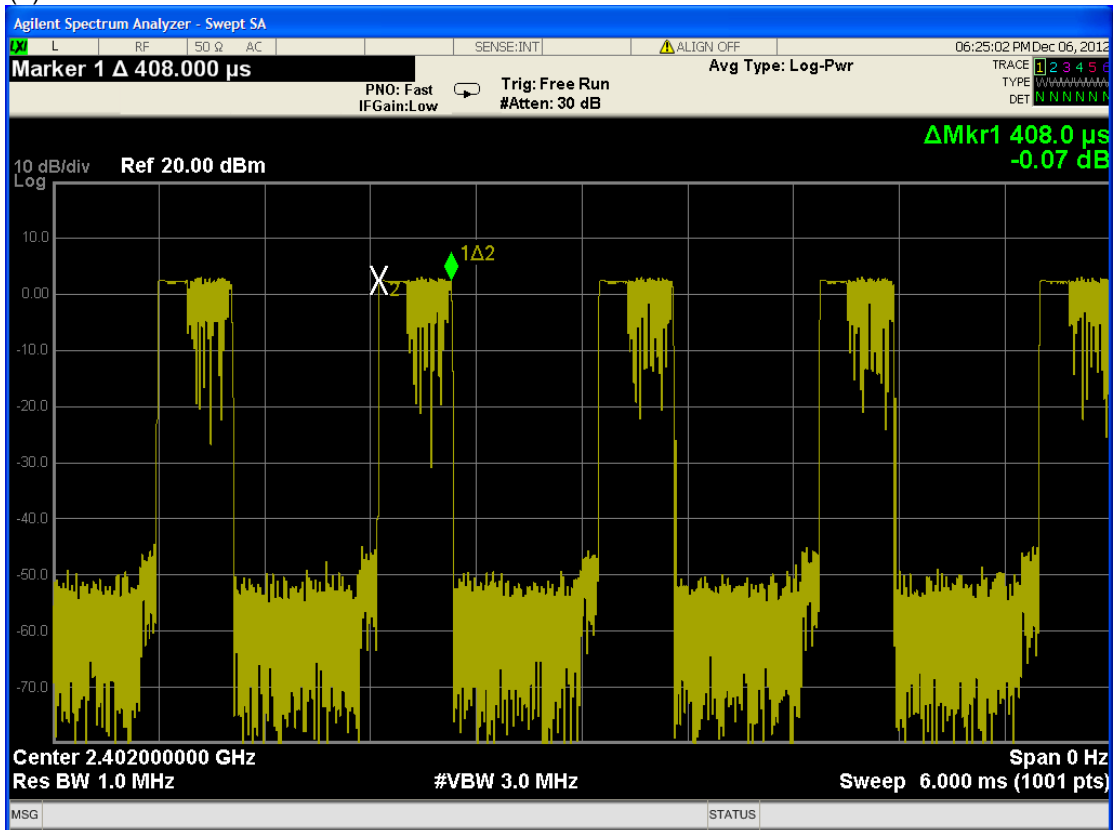 Agilent Spectrum Analyzer - Swept SA
LXI L RF 50 Ω AC SENSE:INT ALIGN OFF 06:25:02 PM Dec 06, 2012
Marker 1 Δ 408.000 µs
PNO: Fast
IFGain:Low
Trig: Free Run
#Atten: 30 dB
Avg Type: Log-Pwr
TRACE 1 2 3 4 5 6
TYPE
DET N N N N N N
ΔMkr1 408.0 µs
-0.07 dB
10 dB/div Ref 20.00 dBm
Log
10.0
1Δ2
X2
0.00
-10.0
-20.0
-30.0
-40.0
-50.0
-60.0
-70.0
Center 2.402000000 GHz Span 0 Hz
Res BW 1.0 MHz #VBW 3.0 MHz Sweep 6.000 ms (1001 pts)
MSG STATUS